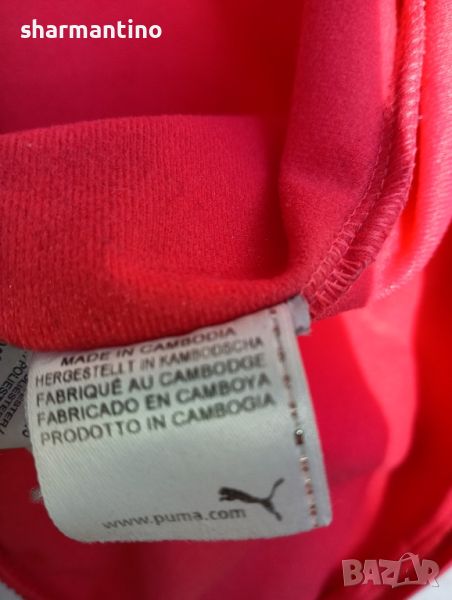 sharmantino
MADE IN CAMBODIA
HERGESTELLT IN KAMBODSCHA
FABRIQUÉ AU CAMBODGE
FABRICADO EN CAMBOYA
PRODOTTO IN CAMBOGIA
www.puma.com
BAZAR